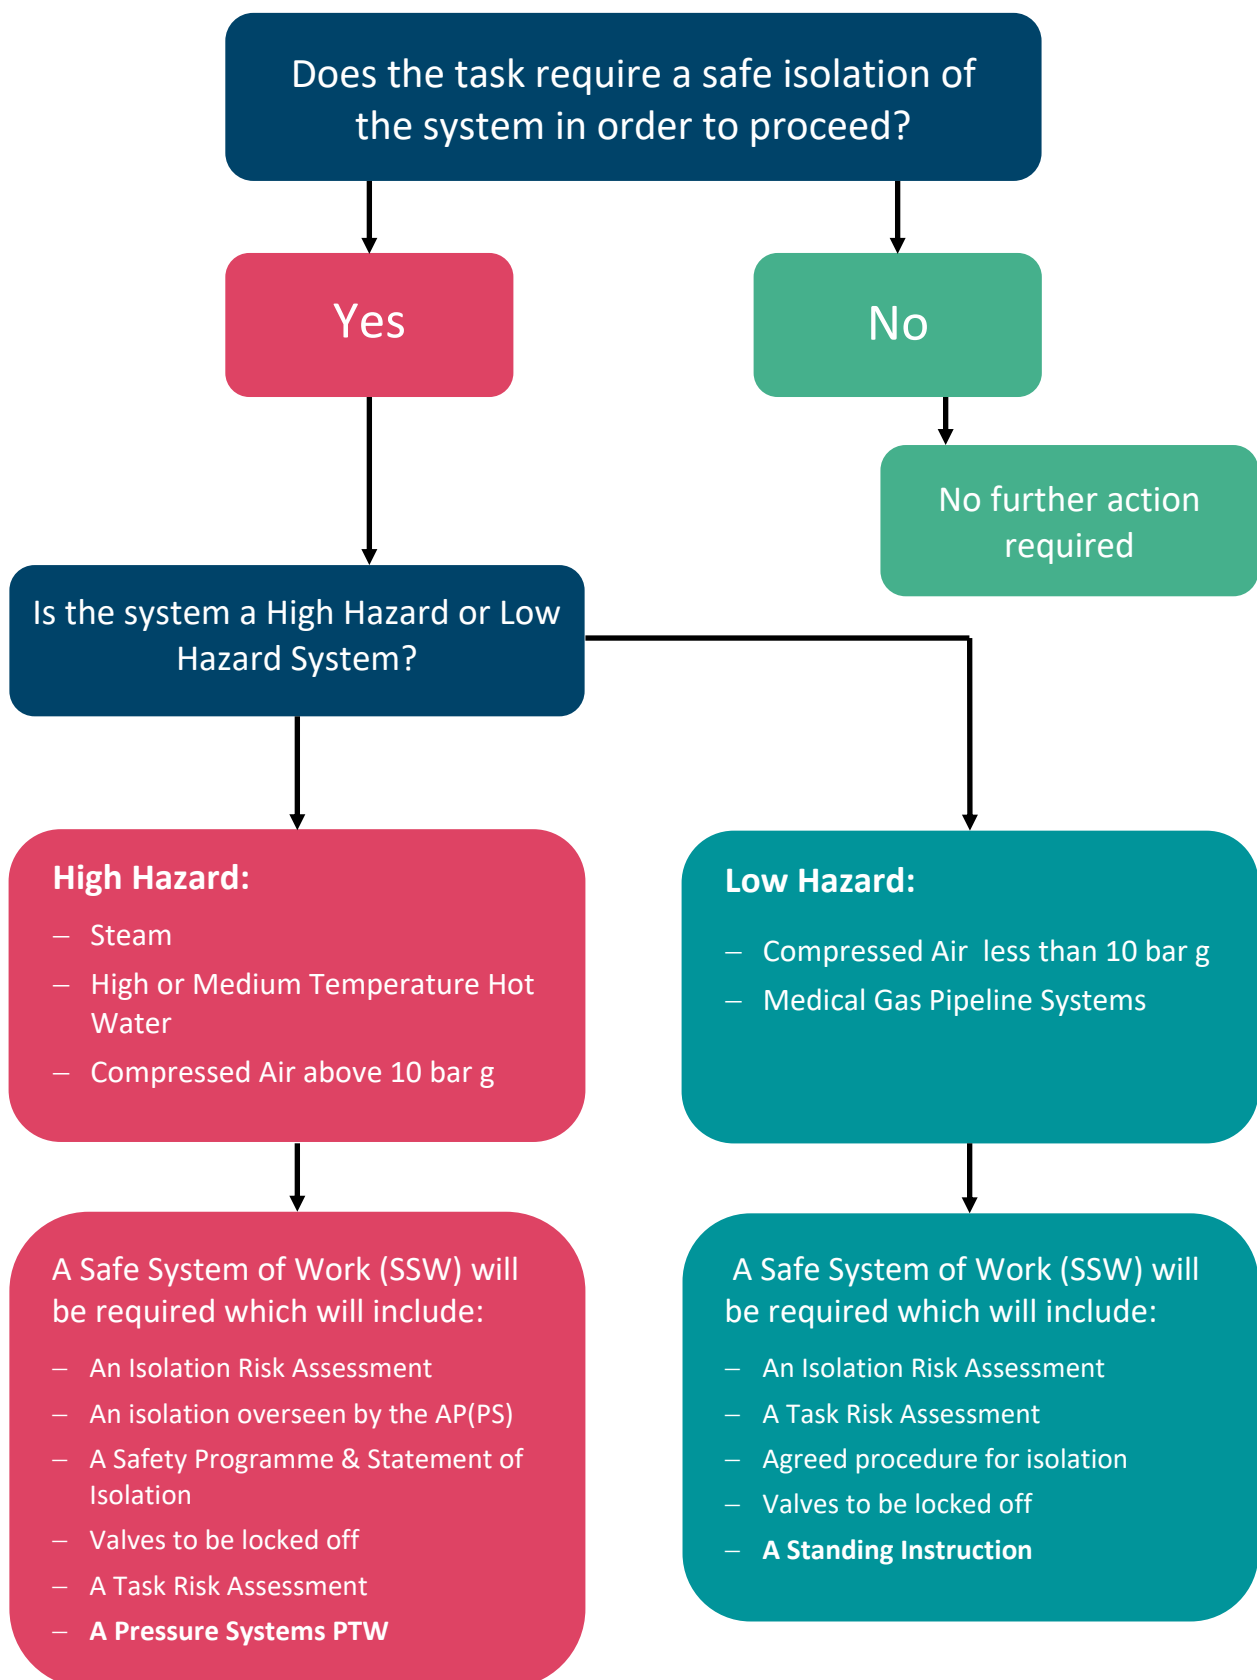 Does the task require a safe isolation of
the system in order to proceed?
Yes
No
No further action
required
Is the system a High Hazard or Low
Hazard System?
High Hazard:
– Steam
– High or Medium Temperature Hot
Water
– Compressed Air above 10 bar g
Low Hazard:
– Compressed Air  less than 10 bar g
– Medical Gas Pipeline Systems
A Safe System of Work (SSW) will
be required which will include:
– An Isolation Risk Assessment
– An isolation overseen by the AP(PS)
– A Safety Programme & Statement of
Isolation
– Valves to be locked off
– A Task Risk Assessment
– A Pressure Systems PTW
A Safe System of Work (SSW) will
be required which will include:
– An Isolation Risk Assessment
– A Task Risk Assessment
– Agreed procedure for isolation
– Valves to be locked off
– A Standing Instruction